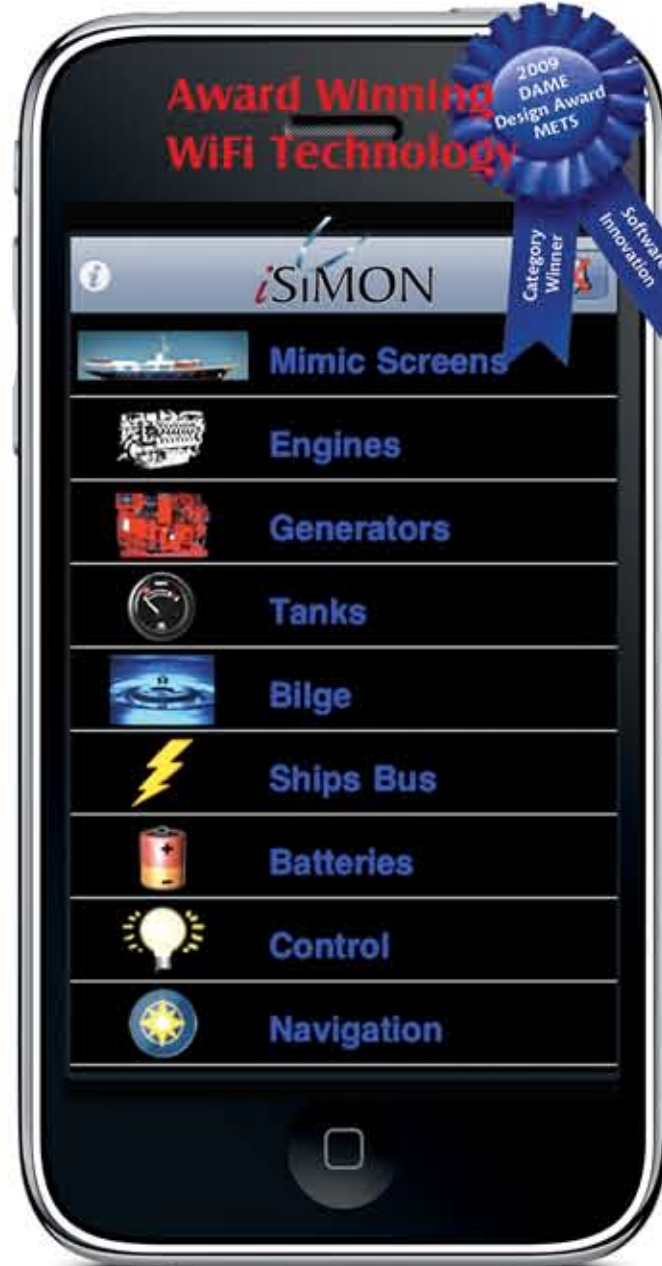 Award Winning
WiFi Technology
2009
DAME
Design Award
METS
Category
Winner
Software
Innovation
iSiMON
Mimic Screens
Engines
Generators
Tanks
Bilge
Ships Bus
Batteries
Control
Navigation